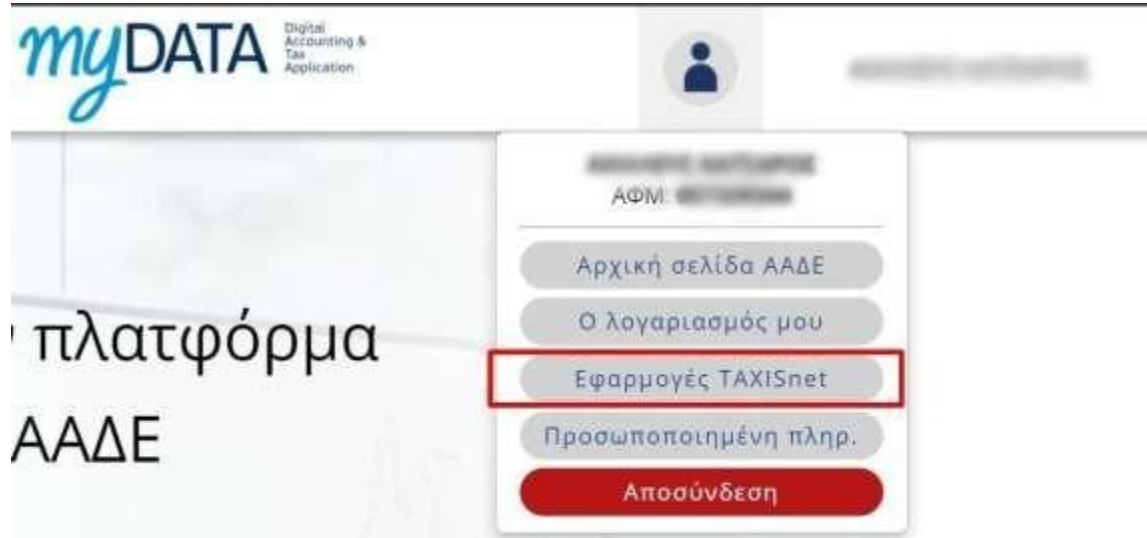 myDATA
Digital
Accounting &
Tax
Application
ΑΦΜ:
Αρχική σελίδα ΑΑΔΕ
Ο λογαριασμός μου
Εφαρμογές TAXISnet
Προσωποποιημένη πληρ.
Αποσύνδεση
πλατφόρμα
ΑΑΔΕ